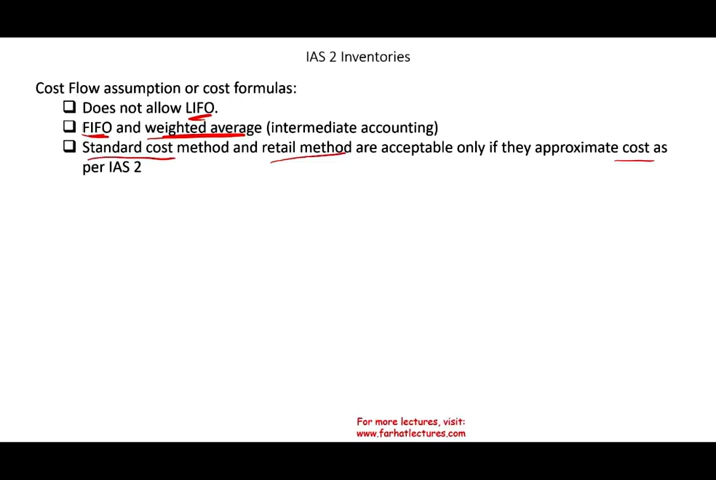 IAS 2 Inventories
Cost Flow assumption or cost formulas:
❑ Does not allow LIFO.
❑ FIFO and weighted average (intermediate accounting)
❑ Standard cost method and retail method are acceptable only if they approximate cost as
per IAS 2
For more lectures, visit:
www.farhatlectures.com